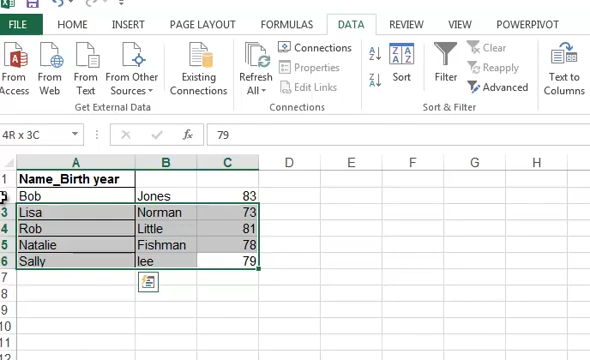 FILE HOME INSERT PAGE LAYOUT FORMULAS DATA REVIEW VIEW POWERPIVOT
From Access
From Web
From Text
From Other Sources
Existing Connections
Get External Data
Refresh All
Connections
Properties
Edit Links
Connections
Sort
Filter
Clear
Reapply
Advanced
Sort & Filter
Text to Columns
4R x 3C fx 79
A B C D E F G H
1 Name_Birth year
Bob Jones 83
3 Lisa Norman 73
4 Rob Little 81
5 Natalie Fishman 78
6 Sally lee 79
7
8
9
10
11
12